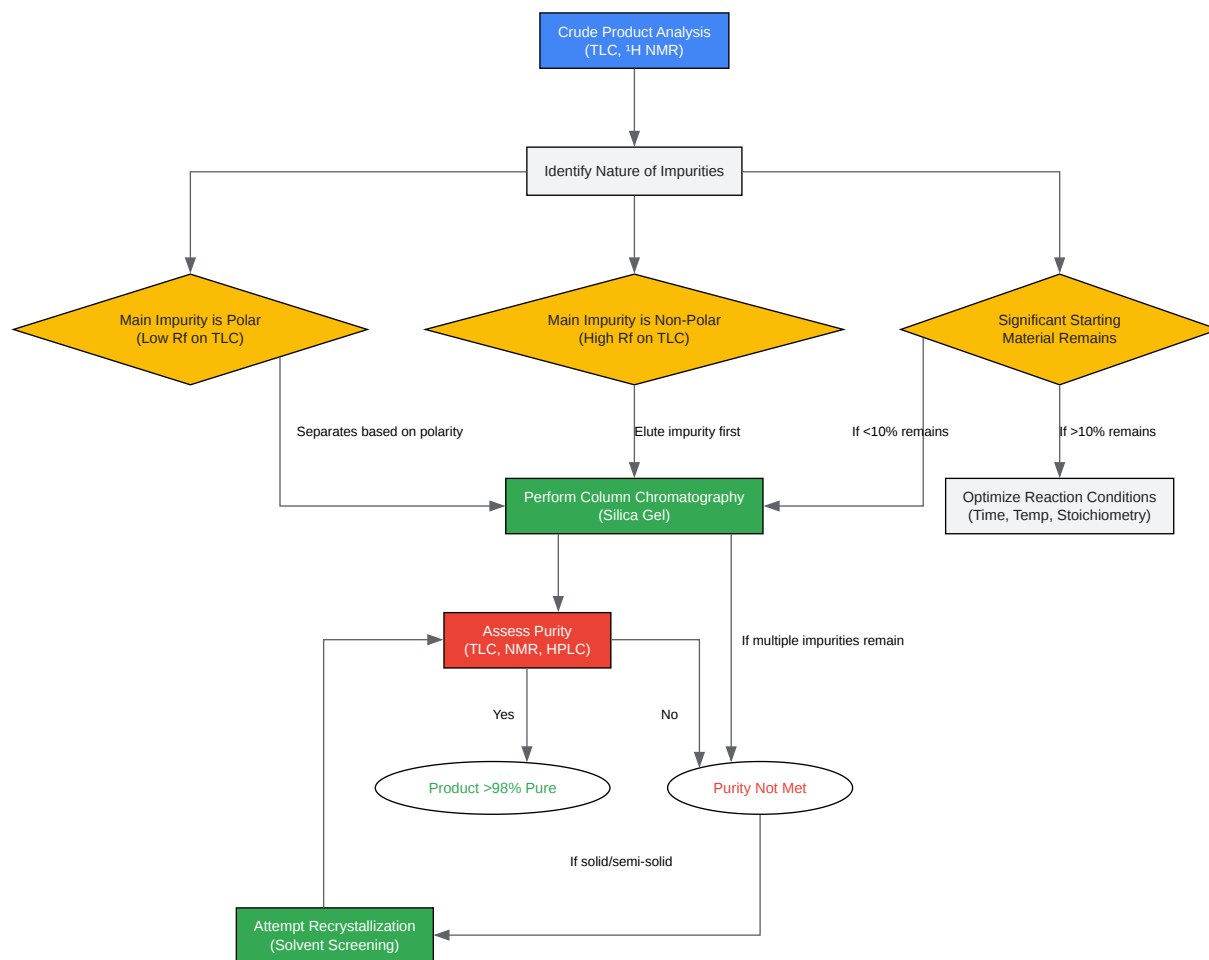 Crude Product Analysis
(TLC, ¹H NMR)
Identify Nature of Impurities
Main Impurity is Polar
(Low Rf on TLC)
Main Impurity is Non-Polar
(High Rf on TLC)
Significant Starting
Material Remains
Separates based on polarity
Elute impurity first
If <10% remains
If >10% remains
Perform Column Chromatography
(Silica Gel)
Optimize Reaction Conditions
(Time, Temp, Stoichiometry)
Assess Purity
(TLC, NMR, HPLC)
If multiple impurities remain
Yes
No
Product >98% Pure
Purity Not Met
If solid/semi-solid
Attempt Recrystallization
(Solvent Screening)